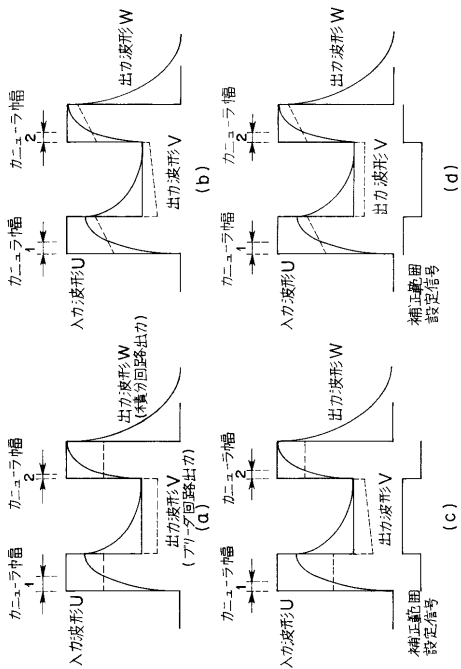 カニューラ幅
1
カニューラ幅
2
入力波形U
出力波形W
(積分回路出力)
出力波形V
(ブリーダ回路出力)
(a)
カニューラ幅
1
カニューラ幅
2
入力波形U
出力波形W
出力波形V
(b)
カニューラ幅
1
カニューラ幅
2
入力波形U
出力波形W
出力波形V
補正範囲
設定信号
(c)
カニューラ幅
1
カニューラ幅
2
入力波形U
出力波形W
出力波形V
補正範囲
設定信号
(d)